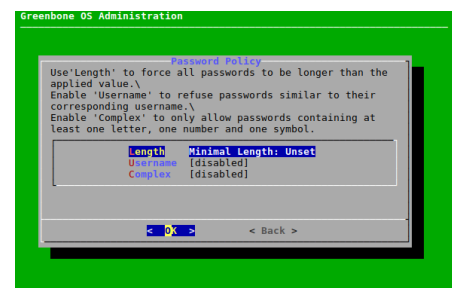 Greenbone OS Administration
Password Policy
Use'Length' to force all passwords to be longer than the
applied value.\
Enable 'Username' to refuse passwords similar to their
corresponding username.\
Enable 'Complex' to only allow passwords containing at
least one letter, one number and one symbol.
Length Minimal Length: Unset
Username [disabled]
Complex [disabled]
< OK > < Back >